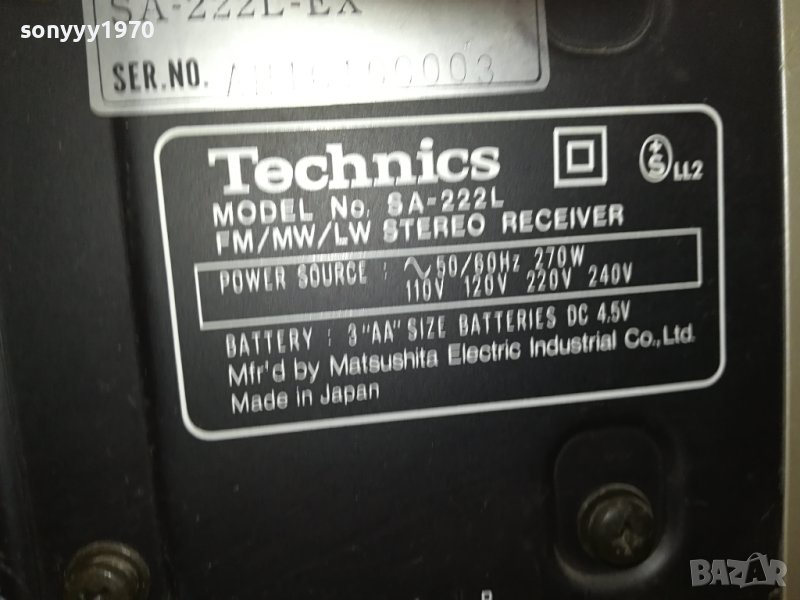 sonyyy1970
SA-222L-EX
SER.NO.
Technics
LL2
MODEL No. SA-222L
FM/MW/LW STEREO RECEIVER
POWER SOURCE : ∿50/60Hz 270W
110V 120V 220V 240V
BATTERY : 3"AA" SIZE BATTERIES DC 4.5V
Mfr'd by Matsushita Electric Industrial Co.,Ltd.
Made in Japan
BAZAR